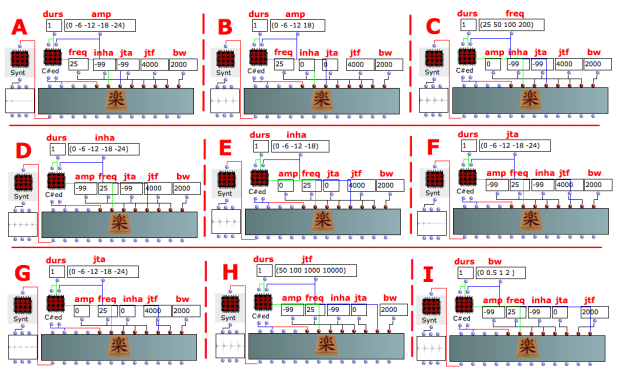 A
durs amp
1 (0 -6 -12 -18 -24)
freq inha jta jtf bw
25 -99 -99 4000 2000
Synt C#ed
楽
B
durs amp
1 (0 -6 -12 18)
freq inha jta jtf bw
25 0 0 4000 2000
Synt C#ed
楽
C
durs freq
1 (25 50 100 200)
amp inha jta jtf bw
0 -99 -99 4000 2000
Synt C#ed
楽
D
durs inha
1 (0 -6 -12 -18 -24)
amp freq jta jtf bw
-99 25 -99 4000 2000
Synt C#ed
楽
E
durs inha
1 (0 -6 -12 -18)
amp freq jta jtf bw
0 25 0 4000 2000
Synt C#ed
楽
F
durs jta
1 (0 -6 -12 -18 -24)
amp freq inha jtf bw
-99 25 -99 4000 2000
Synt C#ed
楽
G
durs jta
1 (0 -6 -12 -18 -24)
amp freq inha jtf bw
0 25 0 4000 2000
Synt C#ed
楽
H
durs jtf
1 (50 100 1000 10000)
amp freq inha jta bw
-99 25 -99 0 2000
Synt C#ed
楽
I
durs bw
1 (0 0.5 1 2 )
amp freq inha jta jtf
-99 25 -99 0 2000
Synt C#ed
楽